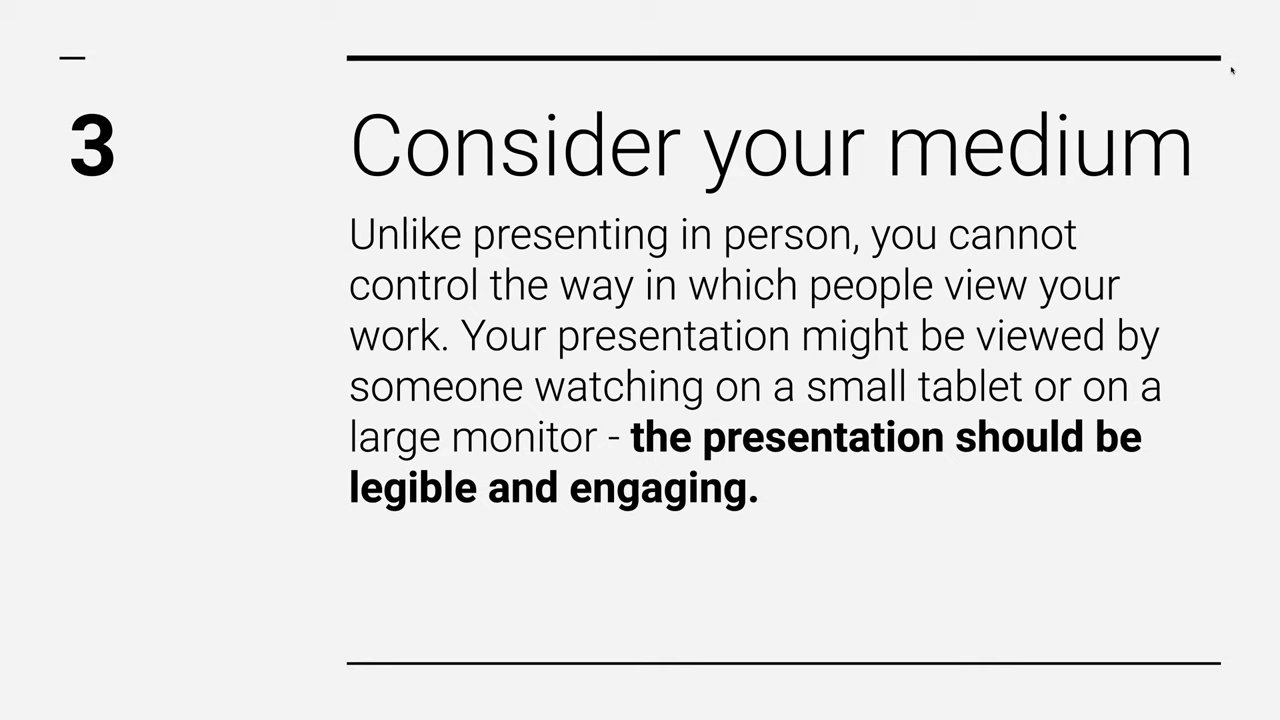 3
Consider your medium
Unlike presenting in person, you cannot
control the way in which people view your
work. Your presentation might be viewed by
someone watching on a small tablet or on a
large monitor - the presentation should be
legible and engaging.